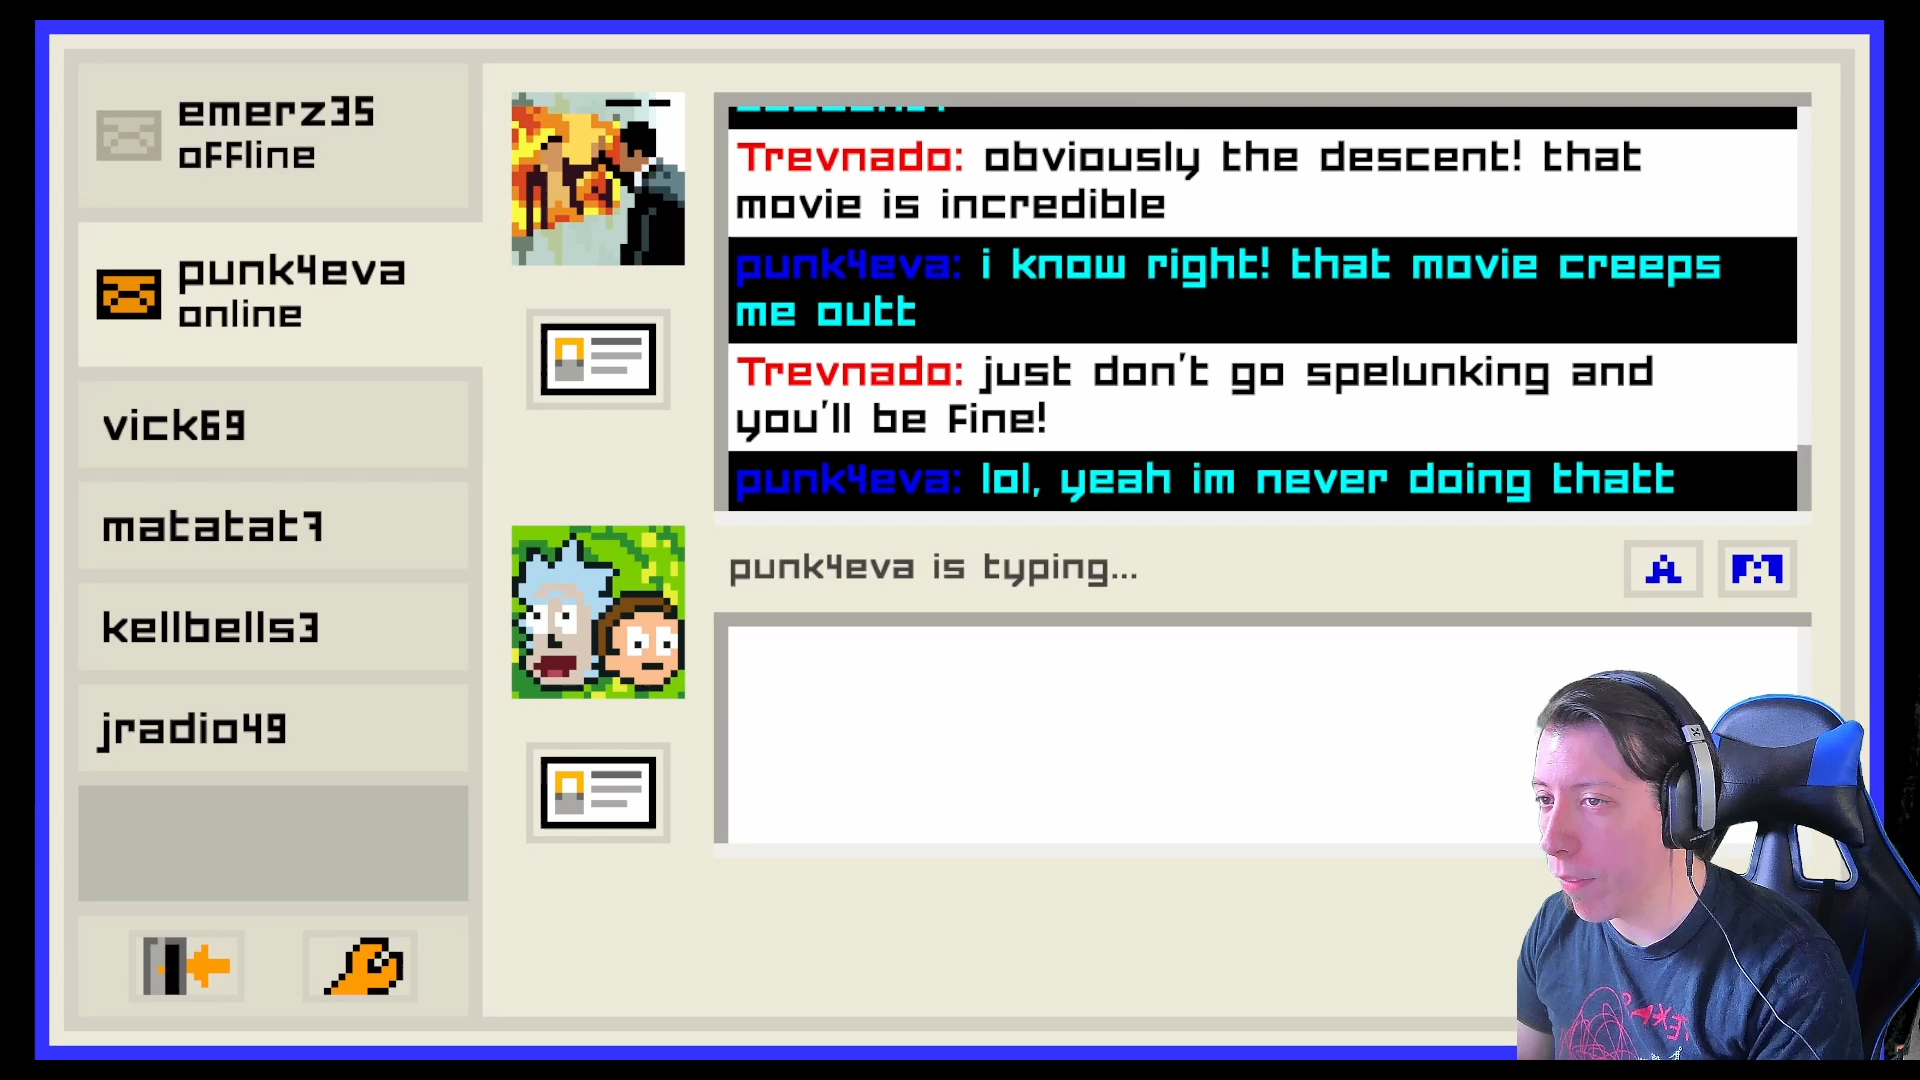 emerz35
offline
punk4eva
online
vick69
matatat7
kellbells3
jradio49
Trevnado: obviously the descent! that
movie is incredible
punk4eva: i know right! that movie creeps
me outt
Trevnado: just don't go spelunking and
you'll be fine!
punk4eva: lol, yeah im never doing thatt
punk4eva is typing...
A